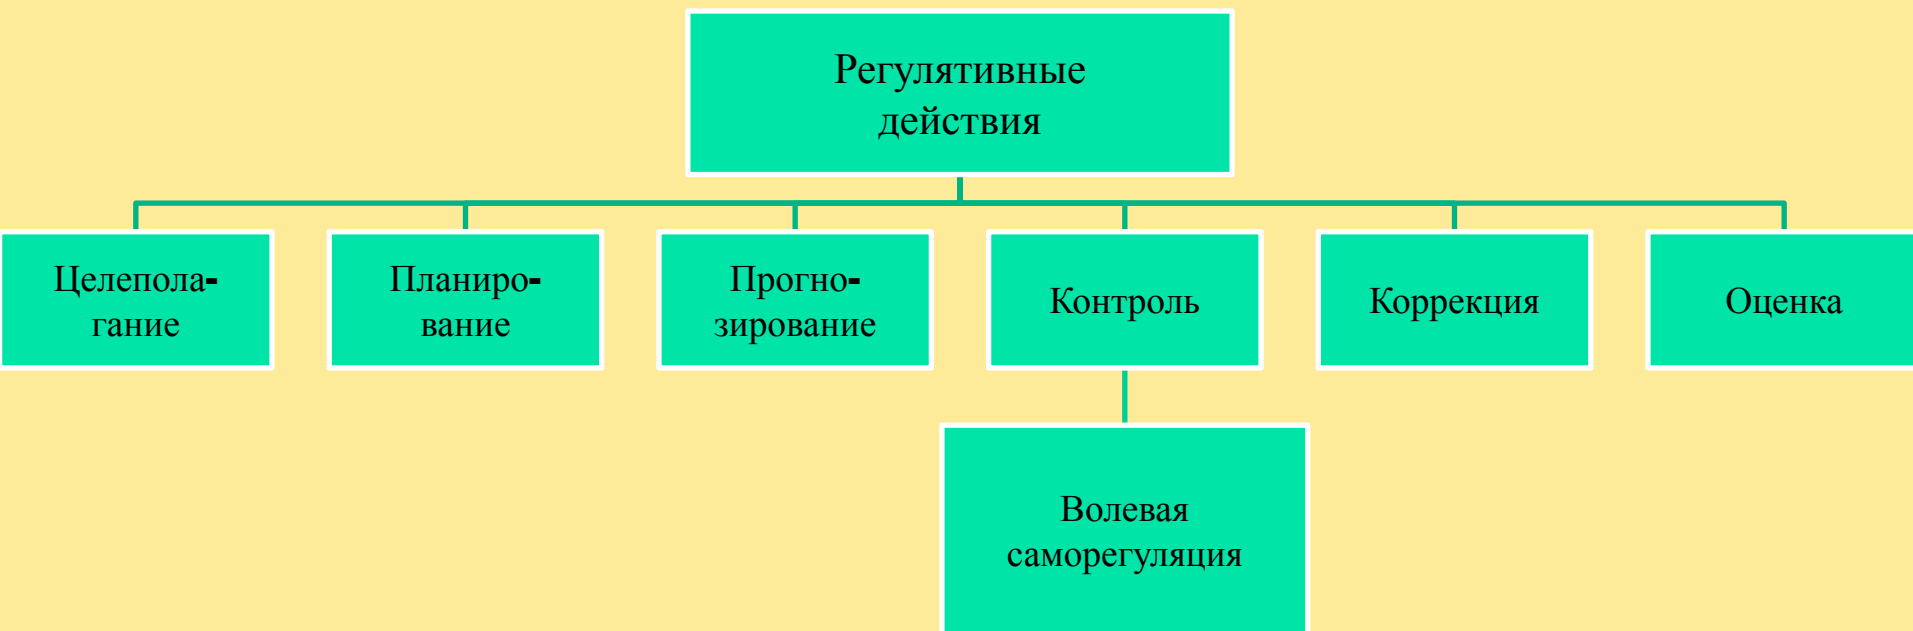 Регулятивные
действия
Целепола-
гание
Планиро-
вание
Прогно-
зирование
Контроль
Коррекция
Оценка
Волевая
саморегуляция